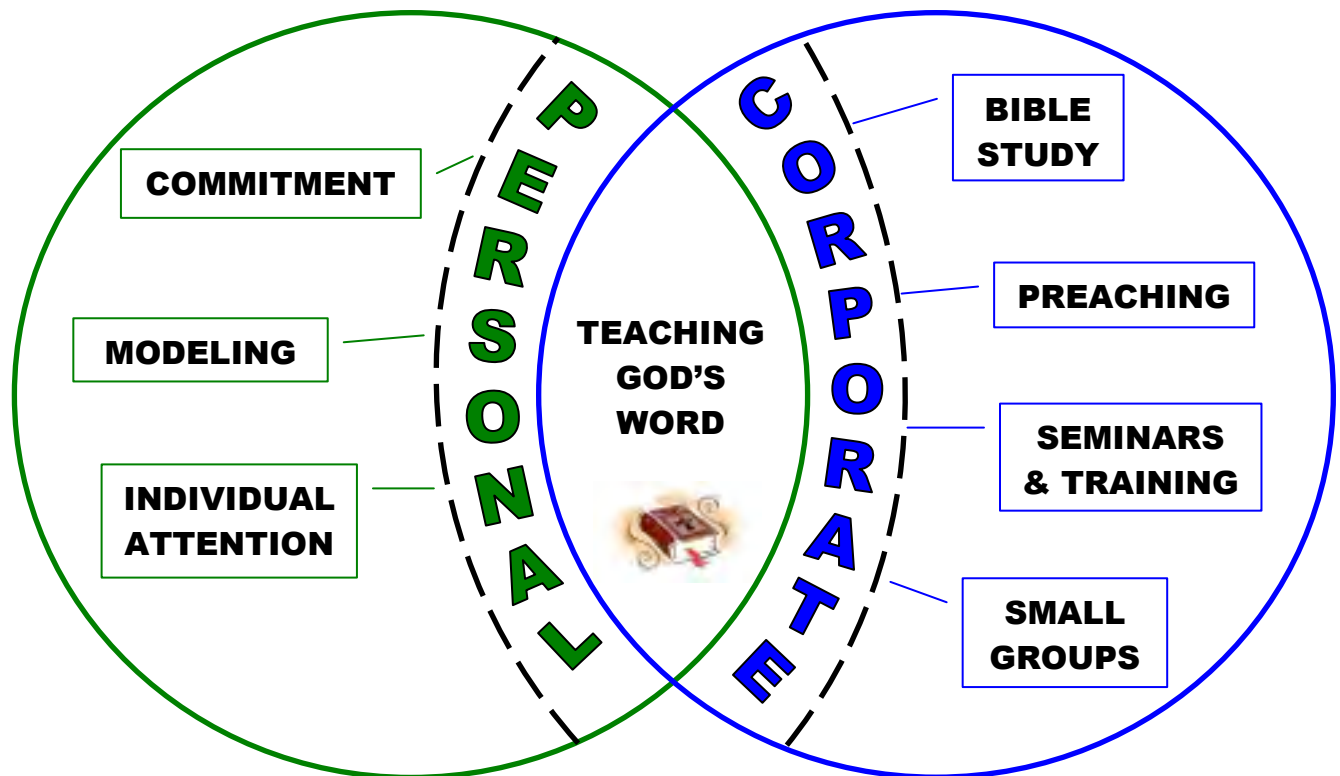 PERSONAL
COMMITMENT
MODELING
INDIVIDUAL
ATTENTION
TEACHING
GOD’S
WORD
CORPORATE
BIBLE
STUDY
PREACHING
SEMINARS
& TRAINING
SMALL
GROUPS